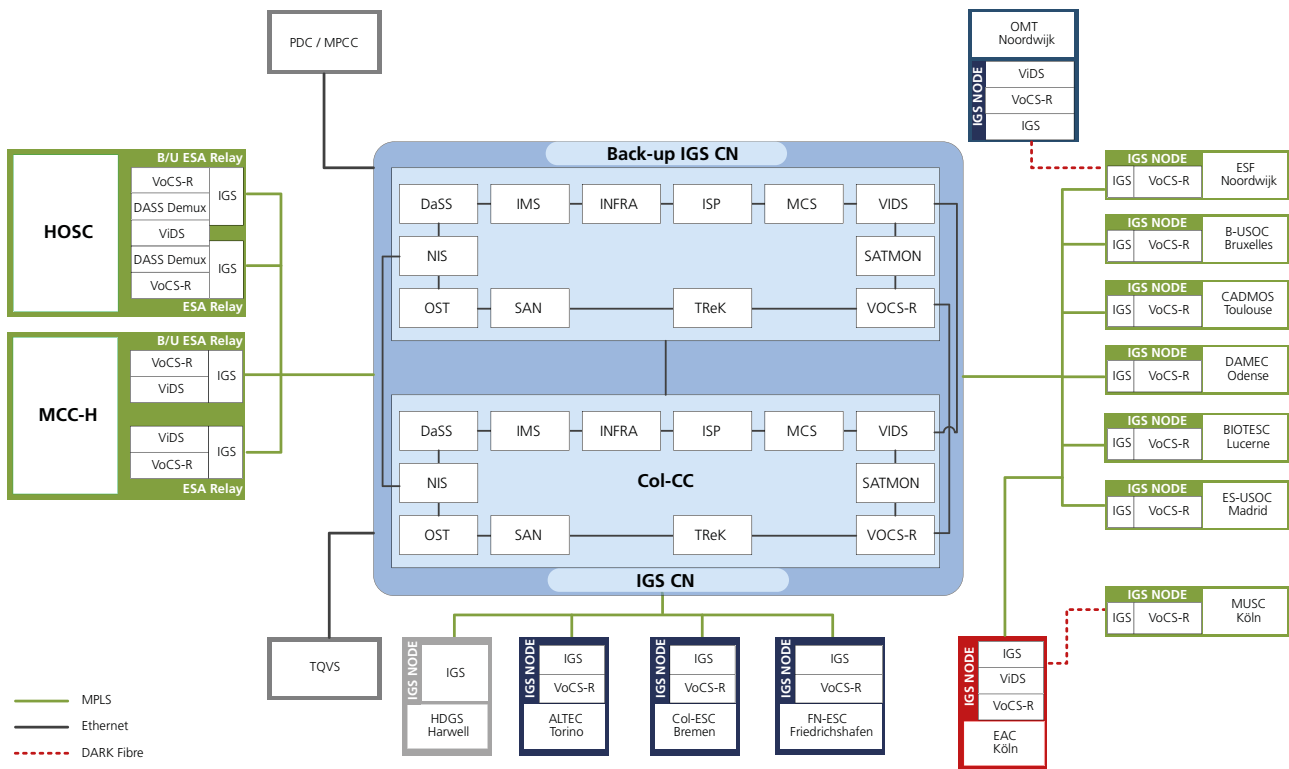 PDC / MPCC
OMT
Noordwijk
IGS NODE
ViDS
VoCS-R
IGS
B/U ESA Relay
HOSC
VoCS-R
DASS Demux
ViDS
DASS Demux
VoCS-R
IGS
IGS
ESA Relay
B/U ESA Relay
MCC-H
VoCS-R
ViDS
IGS
ViDS
VoCS-R
IGS
ESA Relay
Back-up IGS CN
DaSS
IMS
INFRA
ISP
MCS
VIDS
NIS
SATMON
OST
SAN
TReK
VOCS-R
DaSS
IMS
INFRA
ISP
MCS
VIDS
NIS
Col-CC
SATMON
OST
SAN
TReK
VOCS-R
IGS CN
IGS NODE
IGS
VoCS-R
ESF
Noordwijk
IGS NODE
IGS
VoCS-R
B-USOC
Bruxelles
IGS NODE
IGS
VoCS-R
CADMOS
Toulouse
IGS NODE
IGS
VoCS-R
DAMEC
Odense
IGS NODE
IGS
VoCS-R
BIOTESC
Lucerne
IGS NODE
IGS
VoCS-R
ES-USOC
Madrid
IGS NODE
IGS
VoCS-R
MUSC
Köln
TQVS
IGS NODE
IGS
HDGS
Harwell
IGS NODE
IGS
VoCS-R
ALTEC
Torino
IGS NODE
IGS
VoCS-R
Col-ESC
Bremen
IGS NODE
IGS
VoCS-R
FN-ESC
Friedrichshafen
IGS NODE
IGS
ViDS
VoCS-R
EAC
Köln
MPLS
Ethernet
DARK Fibre